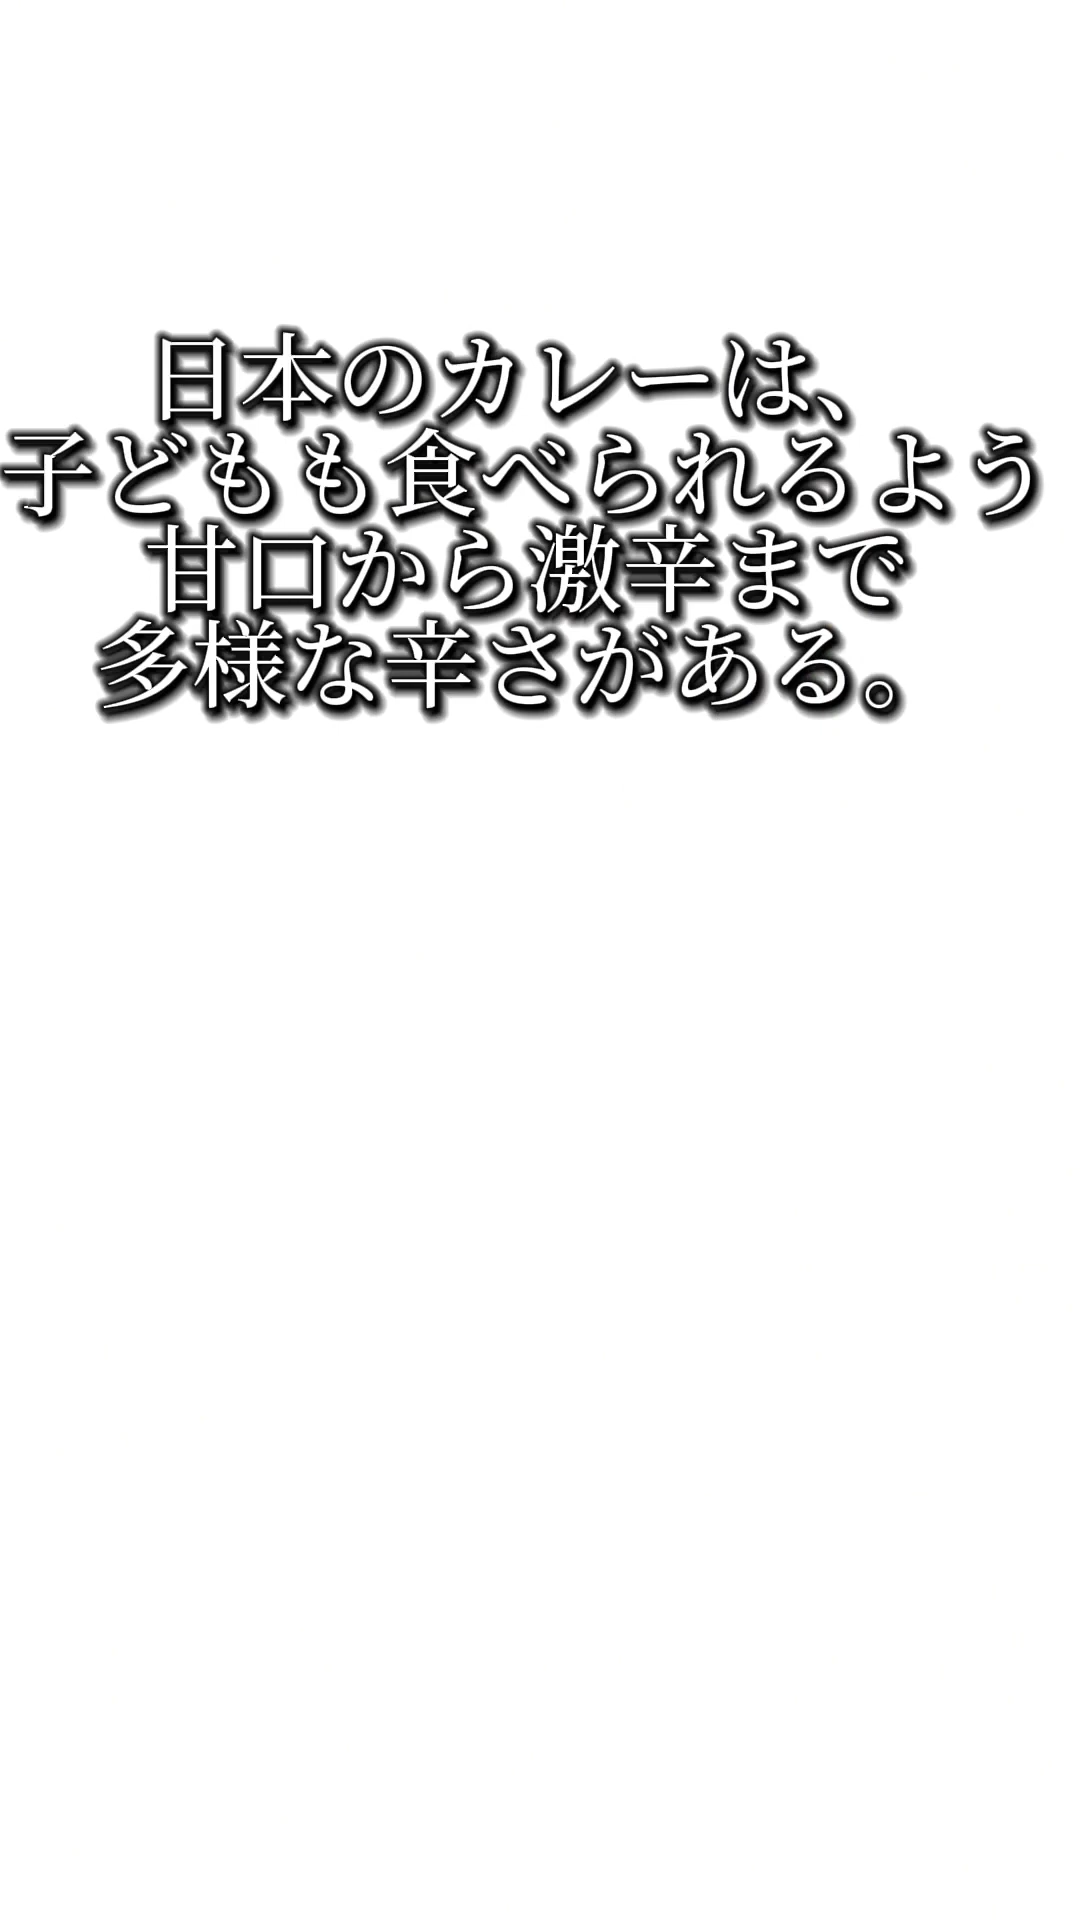 日本のカレーは、
子どもも食べられるよう
甘口から激辛まで
多様な辛さがある。